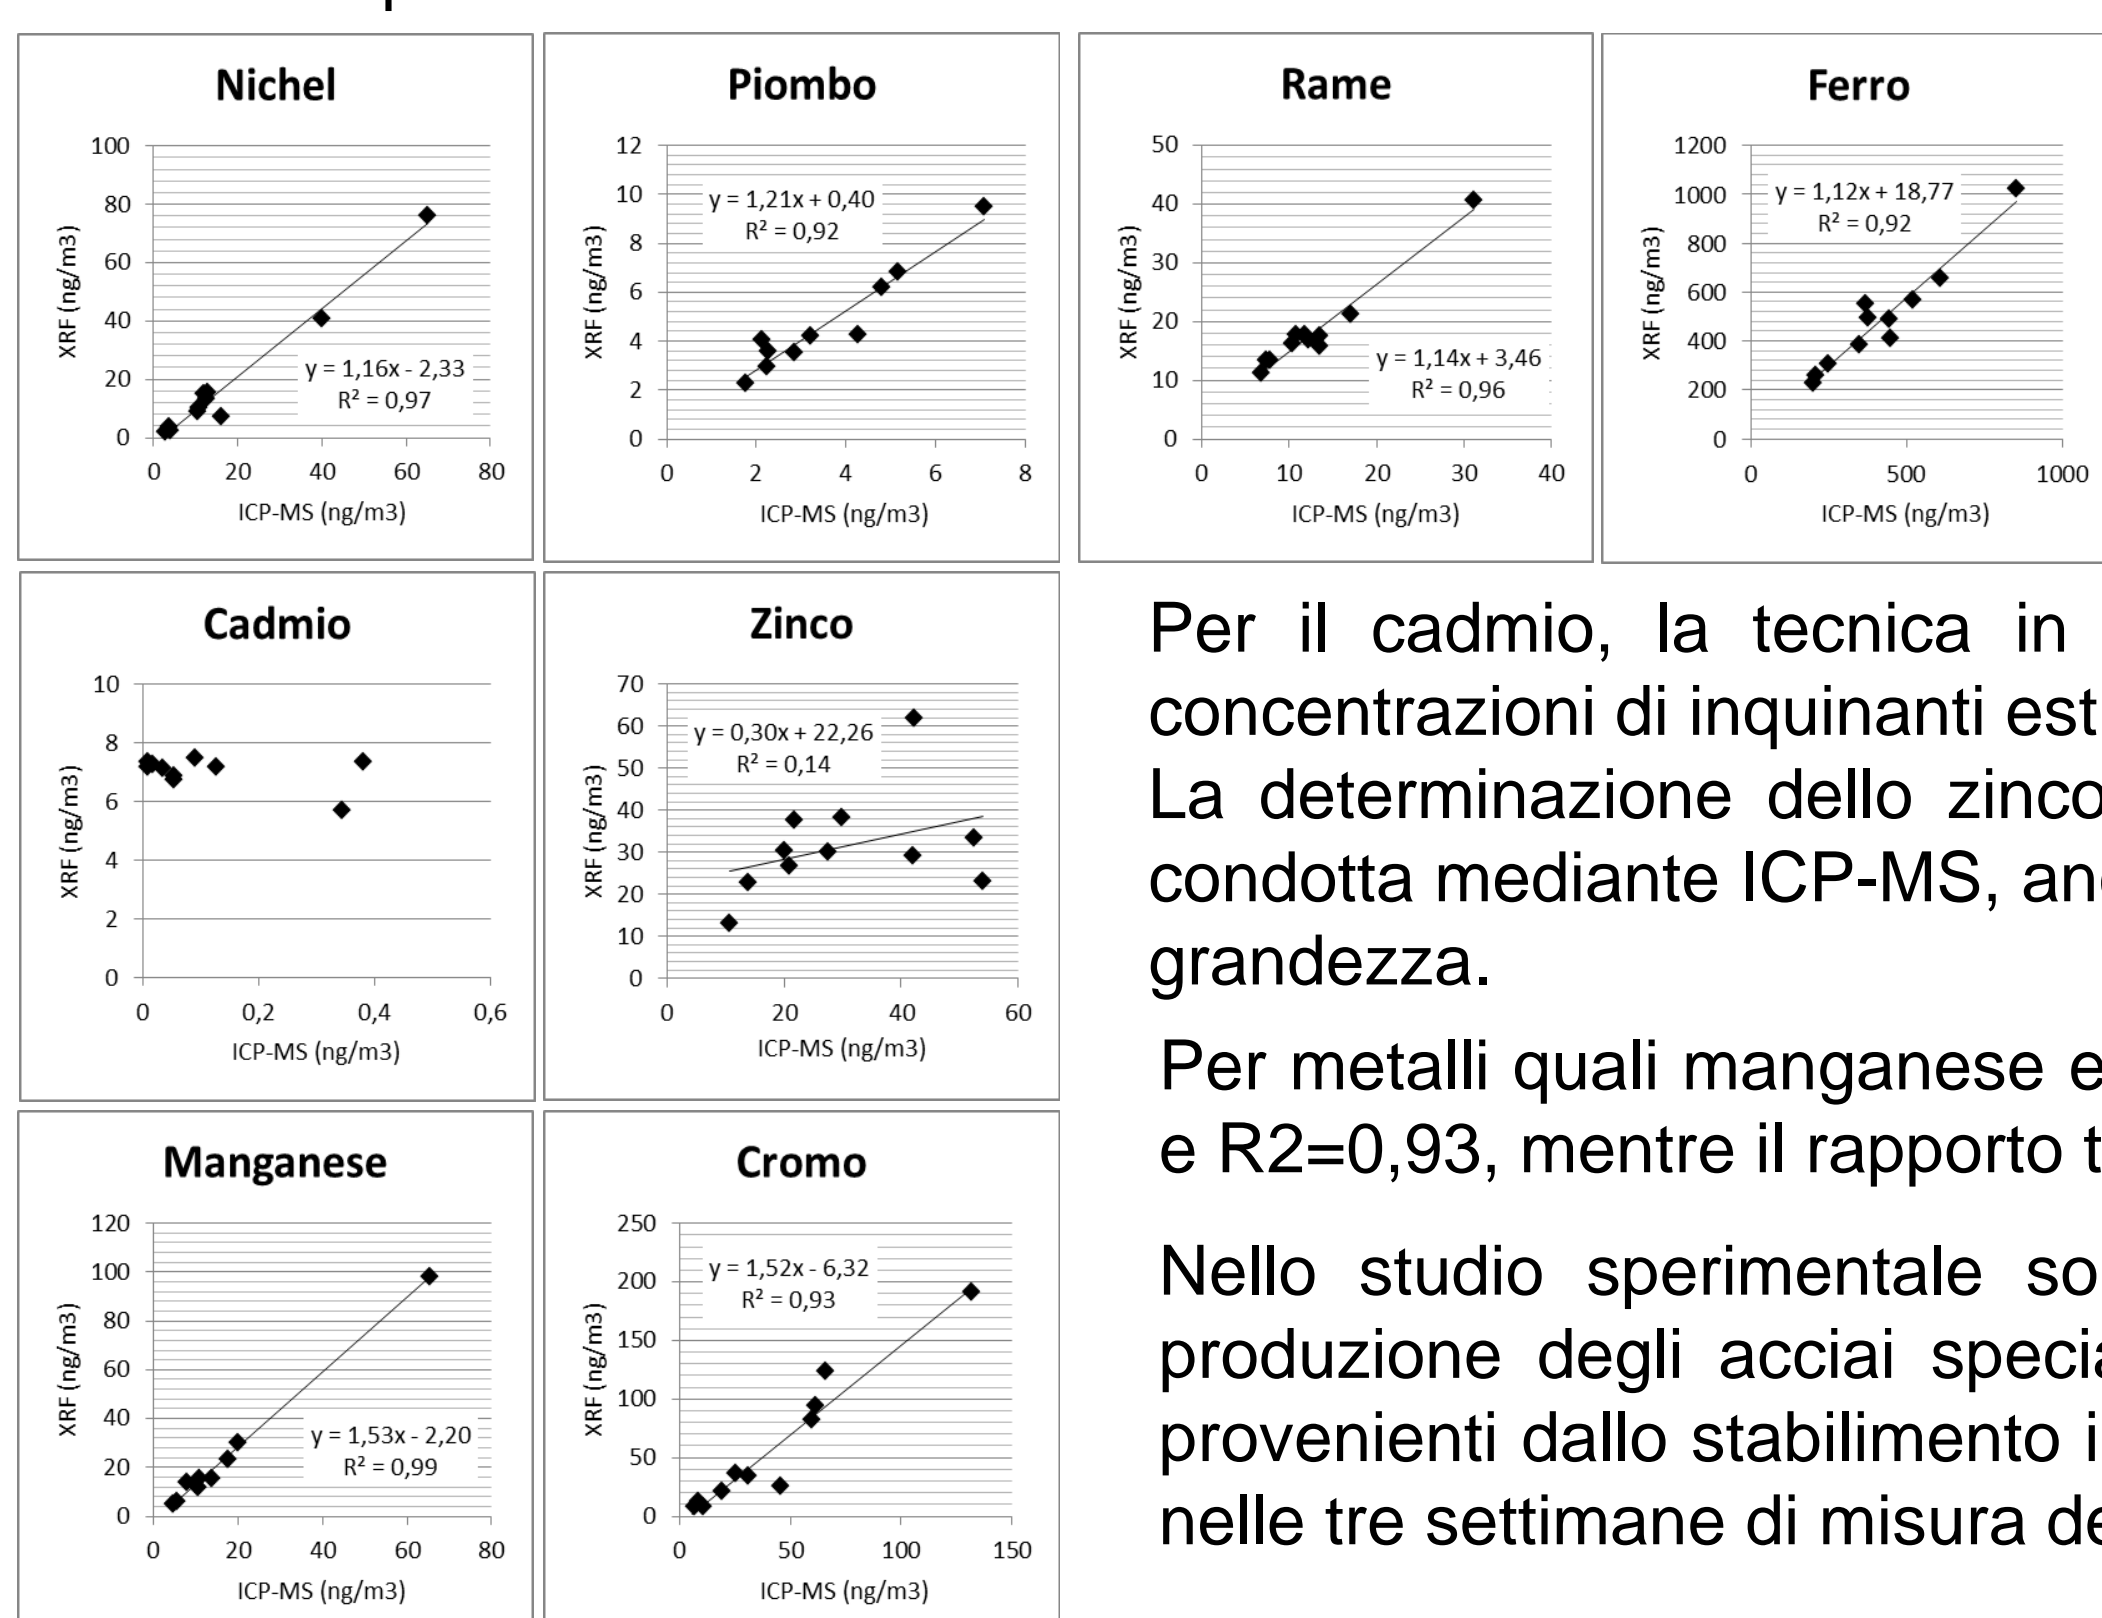 Nichel
100
80
60
40
20
0
XRF (ng/m3)
y = 1,16x - 2,33
R² = 0,97
0 20 40 60 80
ICP-MS (ng/m3)
Piombo
12
10
8
6
4
2
0
XRF (ng/m3)
y = 1,21x + 0,40
R² = 0,92
0 2 4 6 8
ICP-MS (ng/m3)
Rame
50
40
30
20
10
0
XRF (ng/m3)
y = 1,14x + 3,46
R² = 0,96
0 10 20 30 40
ICP-MS (ng/m3)
Ferro
1200
1000
800
600
400
200
0
XRF (ng/m3)
y = 1,12x + 18,77
R² = 0,92
0 500 1000
ICP-MS (ng/m3)
Cadmio
10
8
6
4
2
0
XRF (ng/m3)
0 0,2 0,4 0,6
ICP-MS (ng/m3)
Zinco
70
60
50
40
30
20
10
0
XRF (ng/m3)
y = 0,30x + 22,26
R² = 0,14
0 20 40 60
ICP-MS (ng/m3)
Per il cadmio, la tecnica in
concentrazioni di inquinanti est
La determinazione dello zinco
condotta mediante ICP-MS, an
grandezza.
Per metalli quali manganese e
e R2=0,93, mentre il rapporto t
Nello studio sperimentale so
produzione degli acciai specia
provenienti dallo stabilimento i
nelle tre settimane di misura de
Manganese
120
100
80
60
40
20
0
XRF (ng/m3)
y = 1,53x - 2,20
R² = 0,99
0 20 40 60 80
ICP-MS (ng/m3)
Cromo
250
200
150
100
50
0
XRF (ng/m3)
y = 1,52x - 6,32
R² = 0,93
0 50 100 150
ICP-MS (ng/m3)